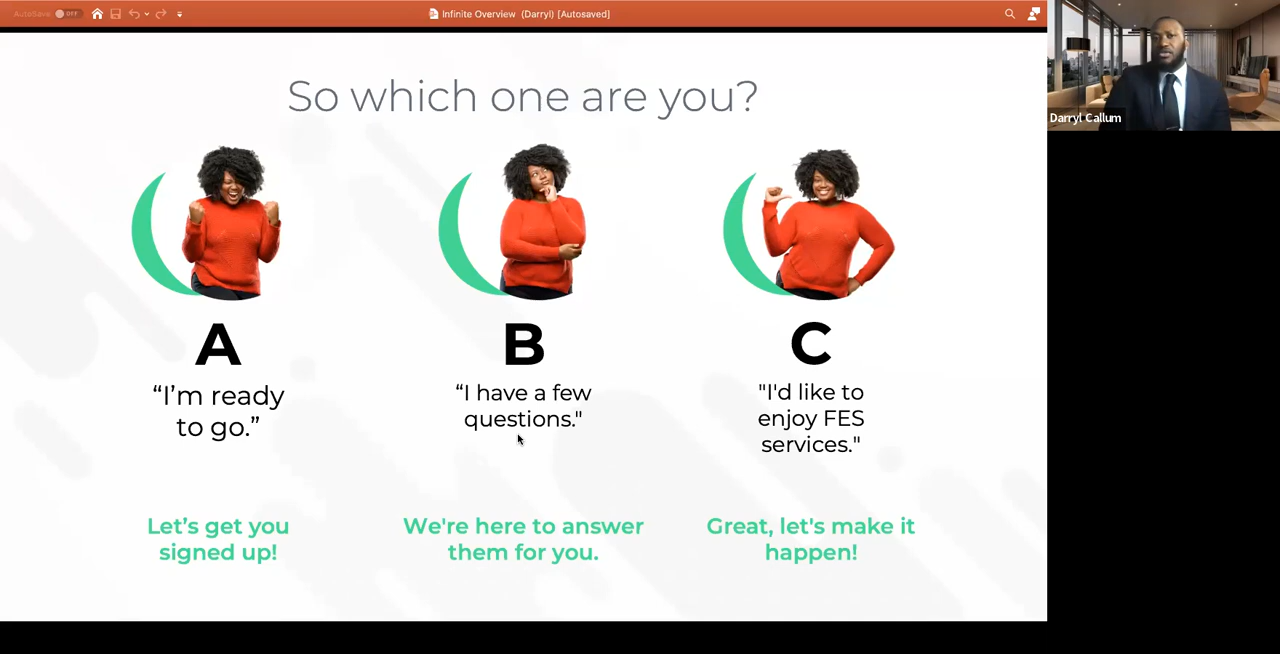 AutoSave OFF
Infinite Overview (Darryl) [Autosaved]
Darryl Callum
So which one are you?
A
“I’m ready
to go.”
Let’s get you
signed up!
B
“I have a few
questions."
We're here to answer
them for you.
C
"I'd like to
enjoy FES
services."
Great, let's make it
happen!